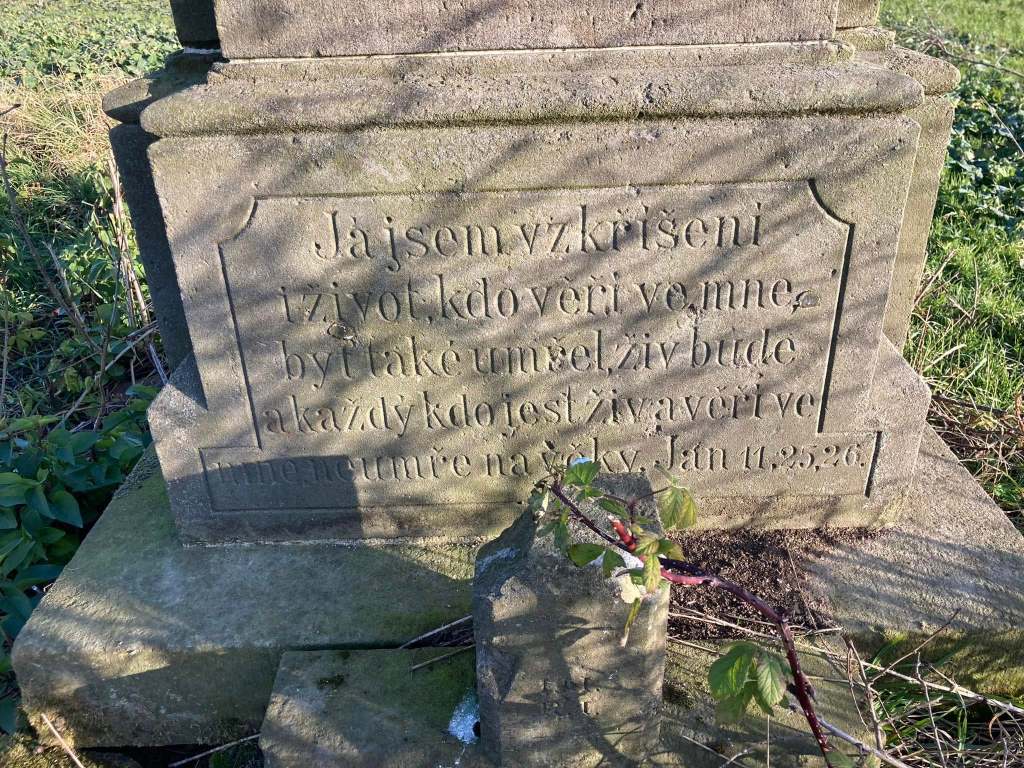 Já jsem vzkříšení
i život, kdo věří ve mne,
byť také umřel, živ bude
a každý kdo jest živ, a věří ve
mne, neumře na věky. Jan 11, 25, 26.